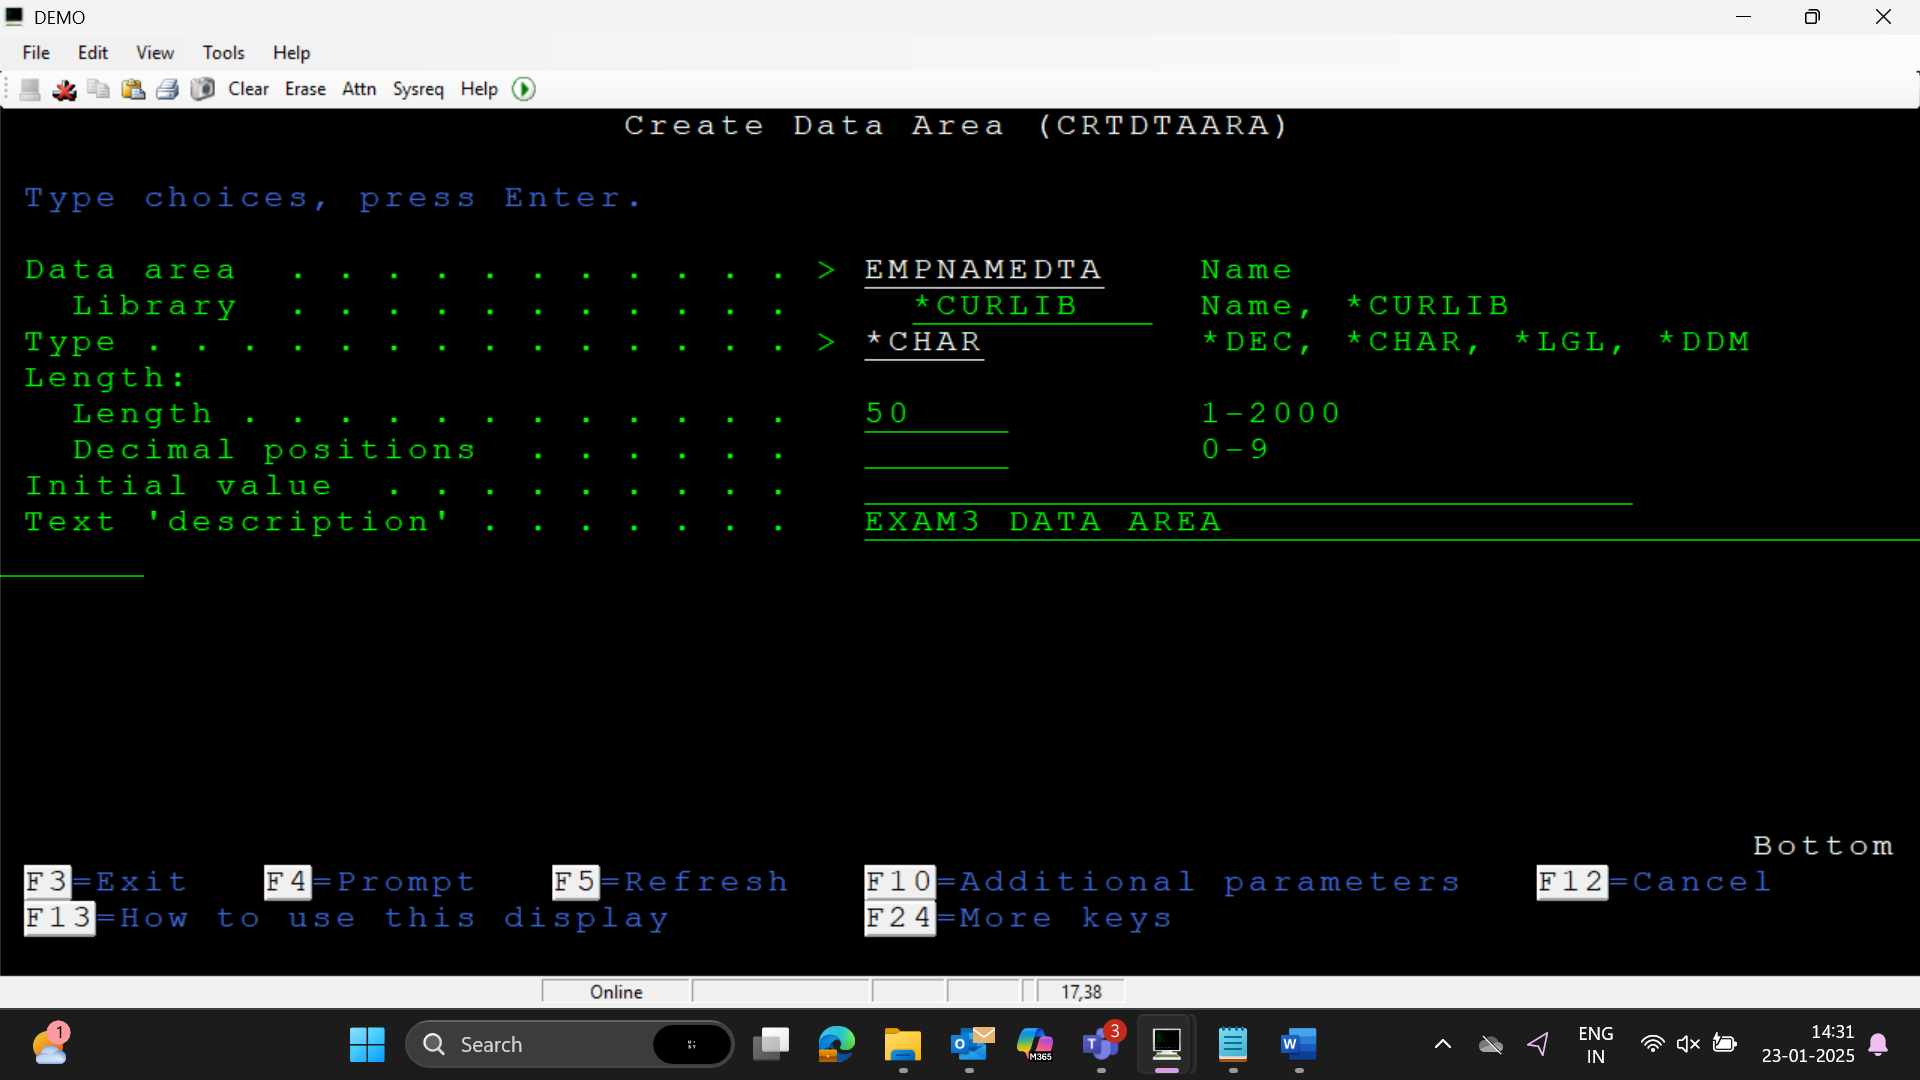 DEMO
File Edit View Tools Help
Clear Erase Attn Sysreq Help
Create Data Area (CRTDTAARA)
Type choices, press Enter.
Data area . . . . . . . . . . . > EMPNAMEDTA Name
Library . . . . . . . . . . . *CURLIB Name, *CURLIB
Type . . . . . . . . . . . . . . > *CHAR *DEC, *CHAR, *LGL, *DDM
Length:
Length . . . . . . . . . . . . 50 1-2000
Decimal positions . . . . . . 0-9
Initial value . . . . . . . . .
Text 'description' . . . . . . . EXAM3 DATA AREA
Bottom
F3=Exit F4=Prompt F5=Refresh F10=Additional parameters F12=Cancel
F13=How to use this display F24=More keys
Online 17,38
1 Search M365 3 ENG IN 14:31
23-01-2025